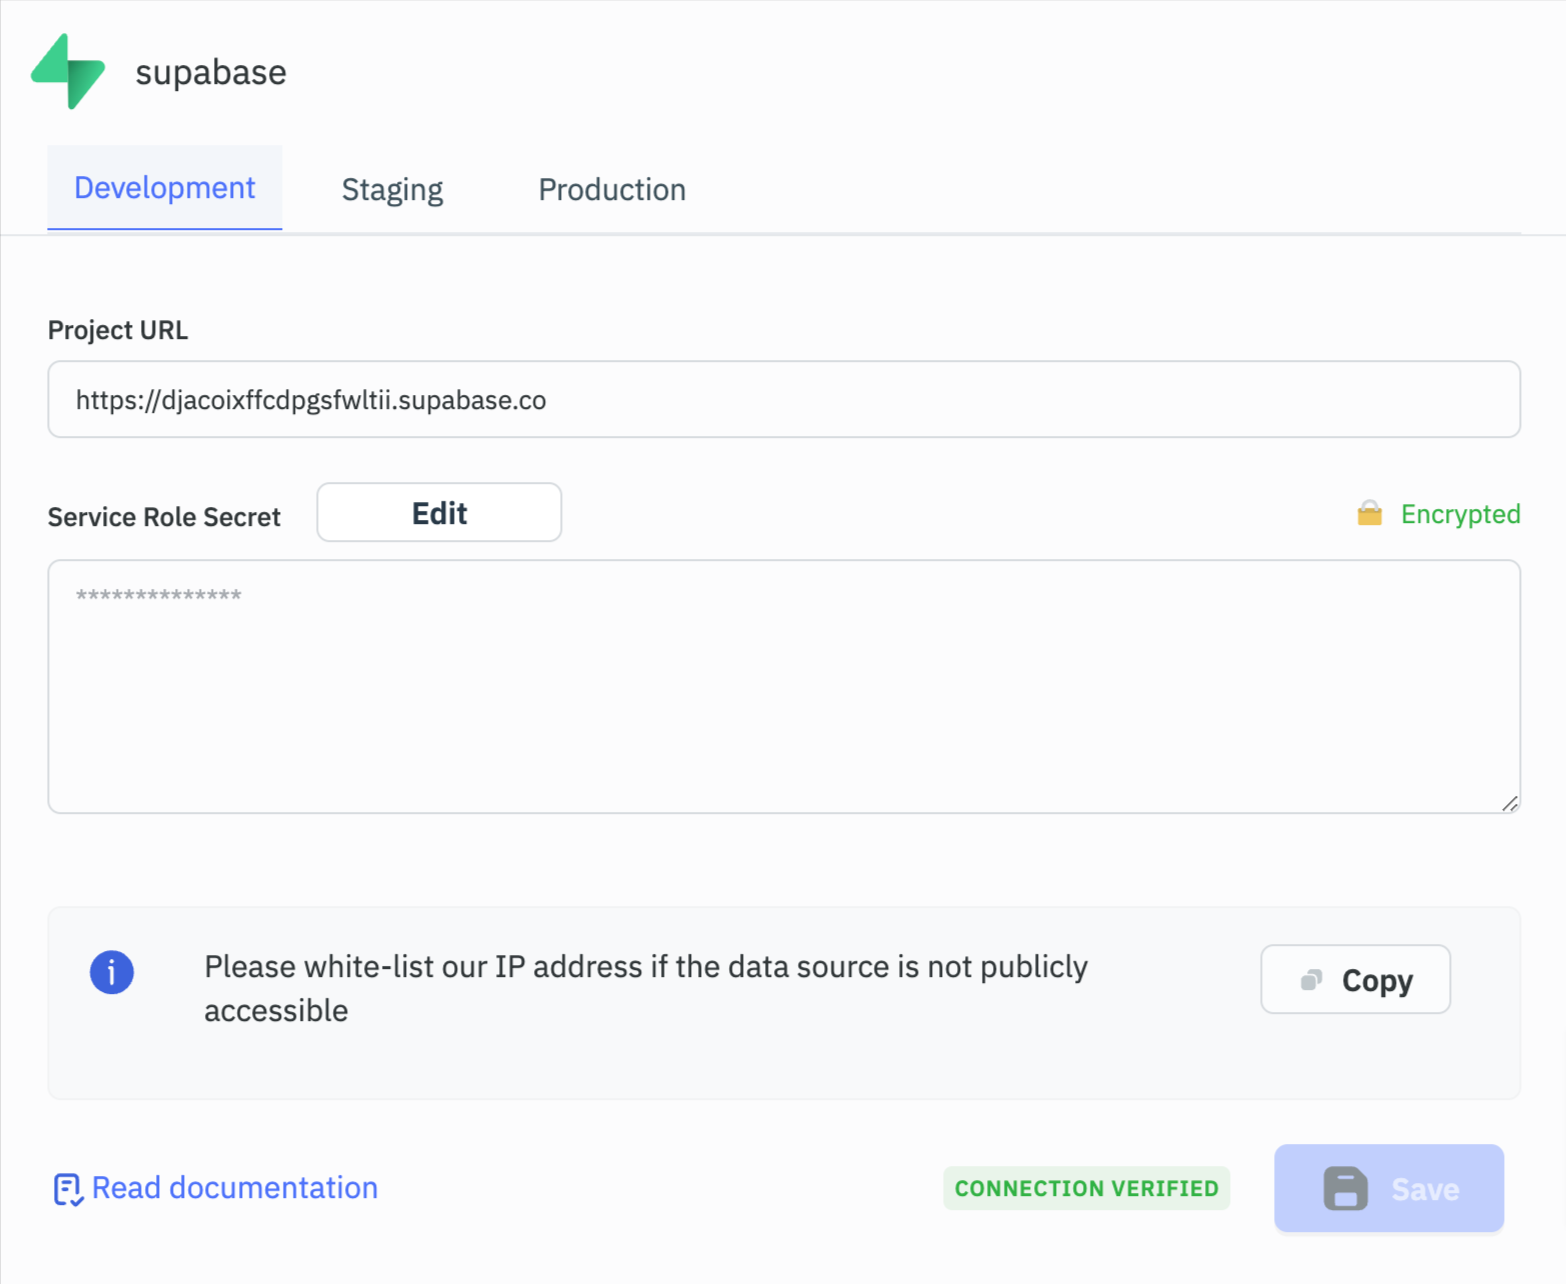 supabase
Development Staging Production
Project URL
https://djacoixffcdpgsfwltii.supabase.co
Service Role Secret Edit Encrypted
**************
Please white-list our IP address if the data source is not publicly
accessible
Copy
Read documentation CONNECTION VERIFIED Save